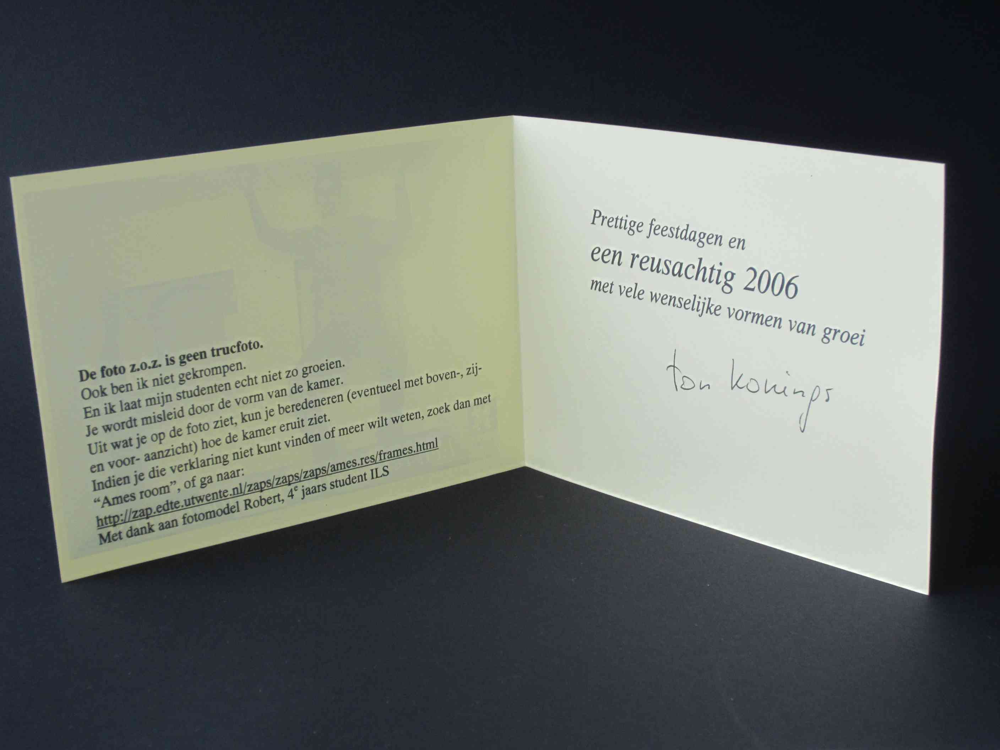 De foto z.o.z. is geen trucfoto.
Ook ben ik niet gekrompen.
En ik laat mijn studenten echt niet zo groeien.
Je wordt misleid door de vorm van de kamer.
Uit wat je op de foto ziet, kun je beredeneren (eventueel met boven-, zij-
en voor- aanzicht) hoe de kamer eruit ziet.
Indien je die verklaring niet kunt vinden of meer wilt weten, zoek dan met
“Ames room”, of ga naar:
http://zap.edte.utwente.nl/zaps/zaps/zaps/ames.res/frames.html
Met dank aan fotomodel Robert, 4e jaars student ILS
Prettige feestdagen en
een reusachtig 2006
met vele wenselijke vormen van groei
ton konings